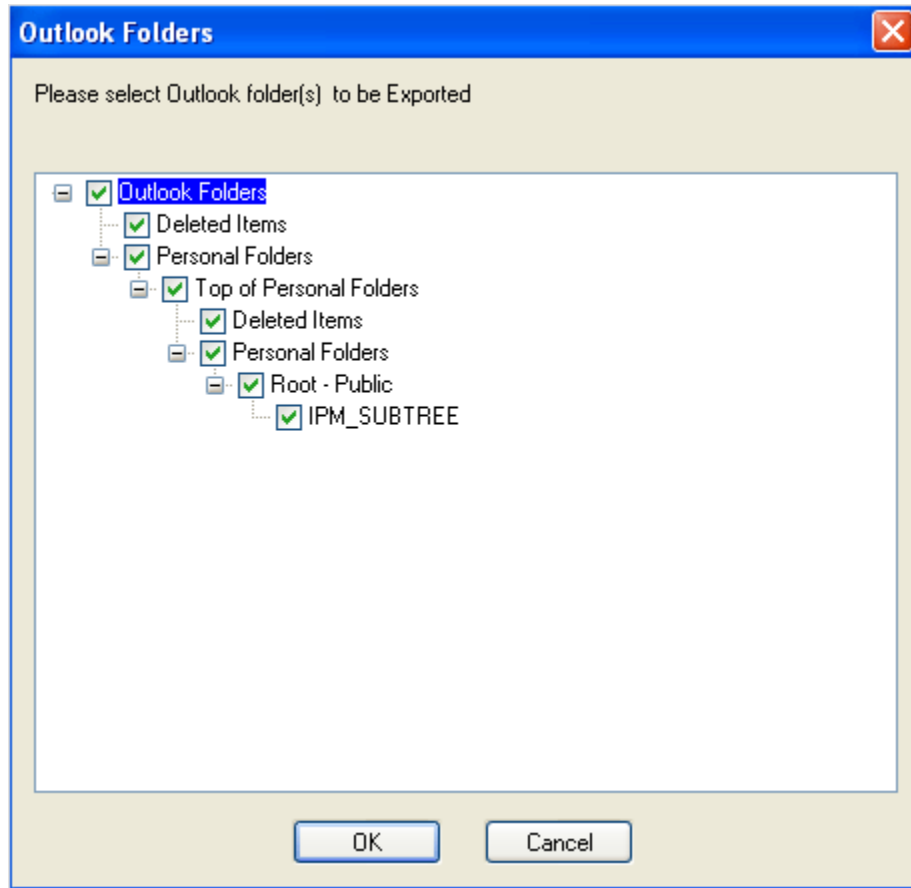 Outlook Folders
Please select Outlook folder(s) to be Exported
Outlook Folders
Deleted Items
Personal Folders
Top of Personal Folders
Deleted Items
Personal Folders
Root - Public
IPM_SUBTREE
OK Cancel